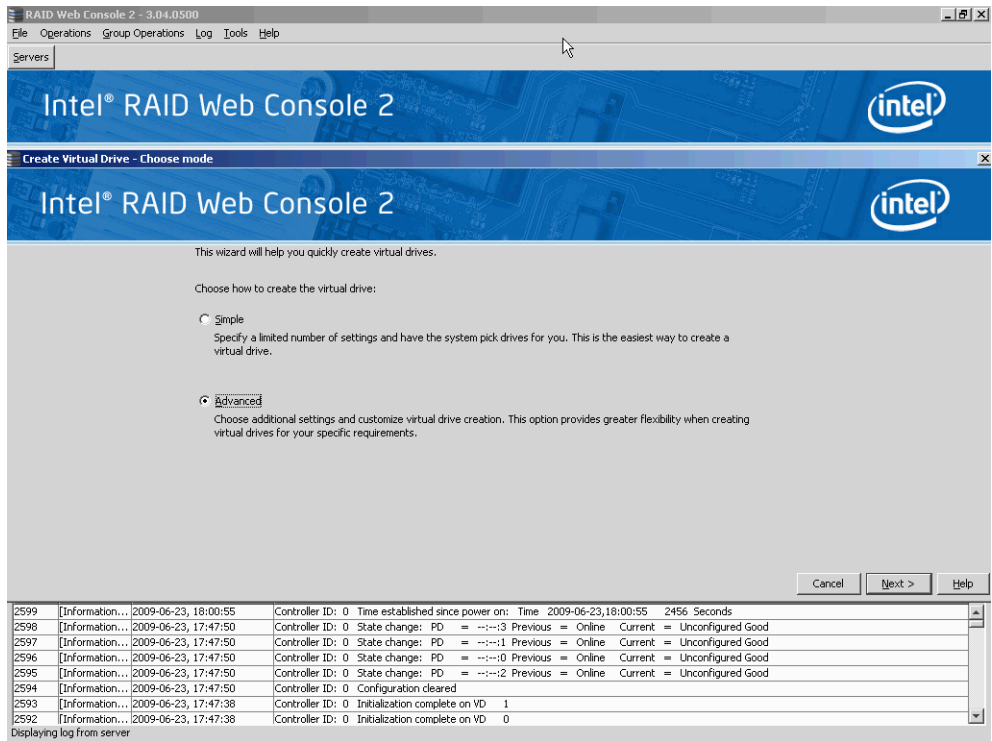 RAID Web Console 2 - 3.04.0500
File Operations Group Operations Log Tools Help
Servers
Intel® RAID Web Console 2
intel
Create Virtual Drive - Choose mode
Intel® RAID Web Console 2
intel
This wizard will help you quickly create virtual drives.
Choose how to create the virtual drive:
Simple
Specify a limited number of settings and have the system pick drives for you. This is the easiest way to create a
virtual drive.
Advanced
Choose additional settings and customize virtual drive creation. This option provides greater flexibility when creating
virtual drives for your specific requirements.
Cancel Next > Help
2599 [Information... 2009-06-23, 18:00:55 Controller ID: 0 Time established since power on: Time 2009-06-23,18:00:55 2456 Seconds
2598 [Information... 2009-06-23, 17:47:50 Controller ID: 0 State change: PD = --:--:3 Previous = Online Current = Unconfigured Good
2597 [Information... 2009-06-23, 17:47:50 Controller ID: 0 State change: PD = --:--:1 Previous = Online Current = Unconfigured Good
2596 [Information... 2009-06-23, 17:47:50 Controller ID: 0 State change: PD = --:--:0 Previous = Online Current = Unconfigured Good
2595 [Information... 2009-06-23, 17:47:50 Controller ID: 0 State change: PD = --:--:2 Previous = Online Current = Unconfigured Good
2594 [Information... 2009-06-23, 17:47:50 Controller ID: 0 Configuration cleared
2593 [Information... 2009-06-23, 17:47:38 Controller ID: 0 Initialization complete on VD 1
2592 [Information... 2009-06-23, 17:47:38 Controller ID: 0 Initialization complete on VD 0
Displaying log from server